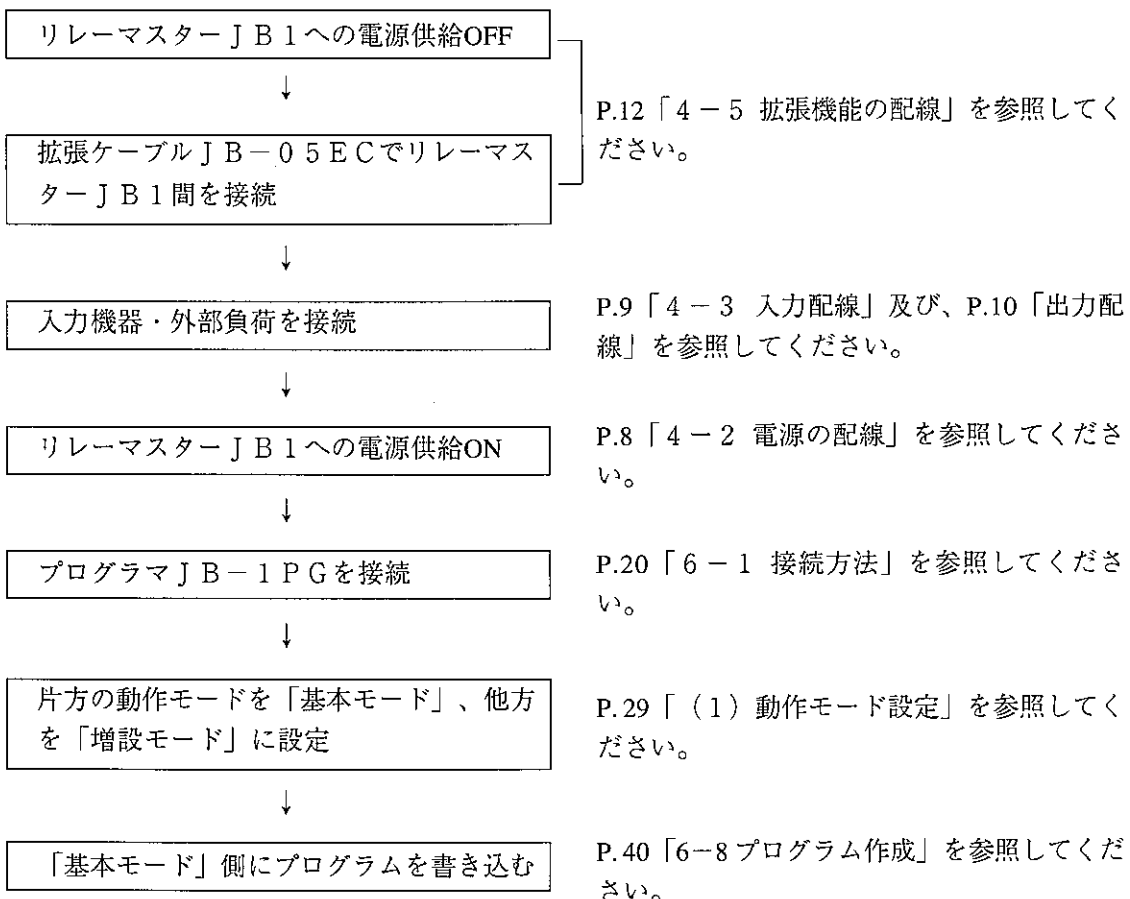 リレーマスターＪＢ１への電源供給OFF
↓
P.12「４－５ 拡張機能の配線」を参照してく
ださい。
拡張ケーブルＪＢ－０５ＥＣでリレーマス
ターＪＢ１間を接続
↓
入力機器・外部負荷を接続
P.9「４－３ 入力配線」及び、P.10「出力配
線」を参照してください。
↓
リレーマスターＪＢ１への電源供給ON
P.8「４－２ 電源の配線」を参照してくださ
い。
↓
プログラマＪＢ－１ＰＧを接続
P.20「６－１ 接続方法」を参照してくださ
い。
↓
片方の動作モードを「基本モード」、他方
を「増設モード」に設定
P.29「（１）動作モード設定」を参照してく
ださい。
↓
「基本モード」側にプログラムを書き込む
P.40「6－8プログラム作成」を参照してくだ
さい。